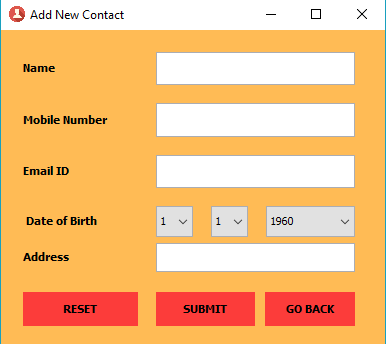 Add New Contact
Name
Mobile Number
Email ID
Date of Birth 1 1 1960
Address
RESET SUBMIT GO BACK